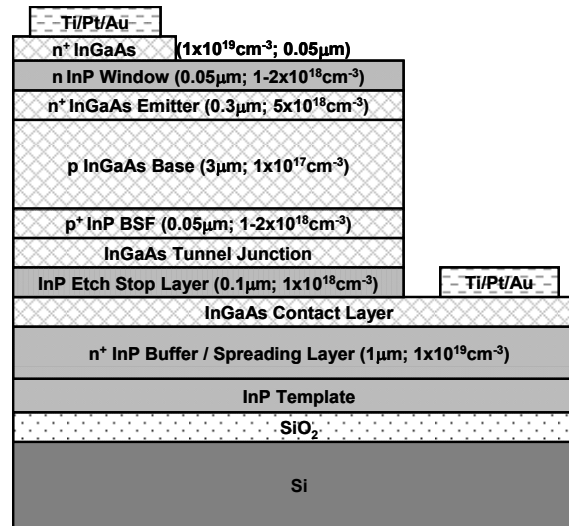 Ti/Pt/Au
n+ InGaAs (1x10¹⁹cm⁻³; 0.05μm)
n InP Window (0.05μm; 1-2x10¹⁸cm⁻³)
n⁺ InGaAs Emitter (0.3μm; 5x10¹⁸cm⁻³)
p InGaAs Base (3μm; 1x10¹⁷cm⁻³)
p⁺ InP BSF (0.05μm; 1-2x10¹⁸cm⁻³)
InGaAs Tunnel Junction
InP Etch Stop Layer (0.1μm; 1x10¹⁸cm⁻³)
Ti/Pt/Au
InGaAs Contact Layer
n⁺ InP Buffer / Spreading Layer (1μm; 1x10¹⁹cm⁻³)
InP Template
SiO₂
Si